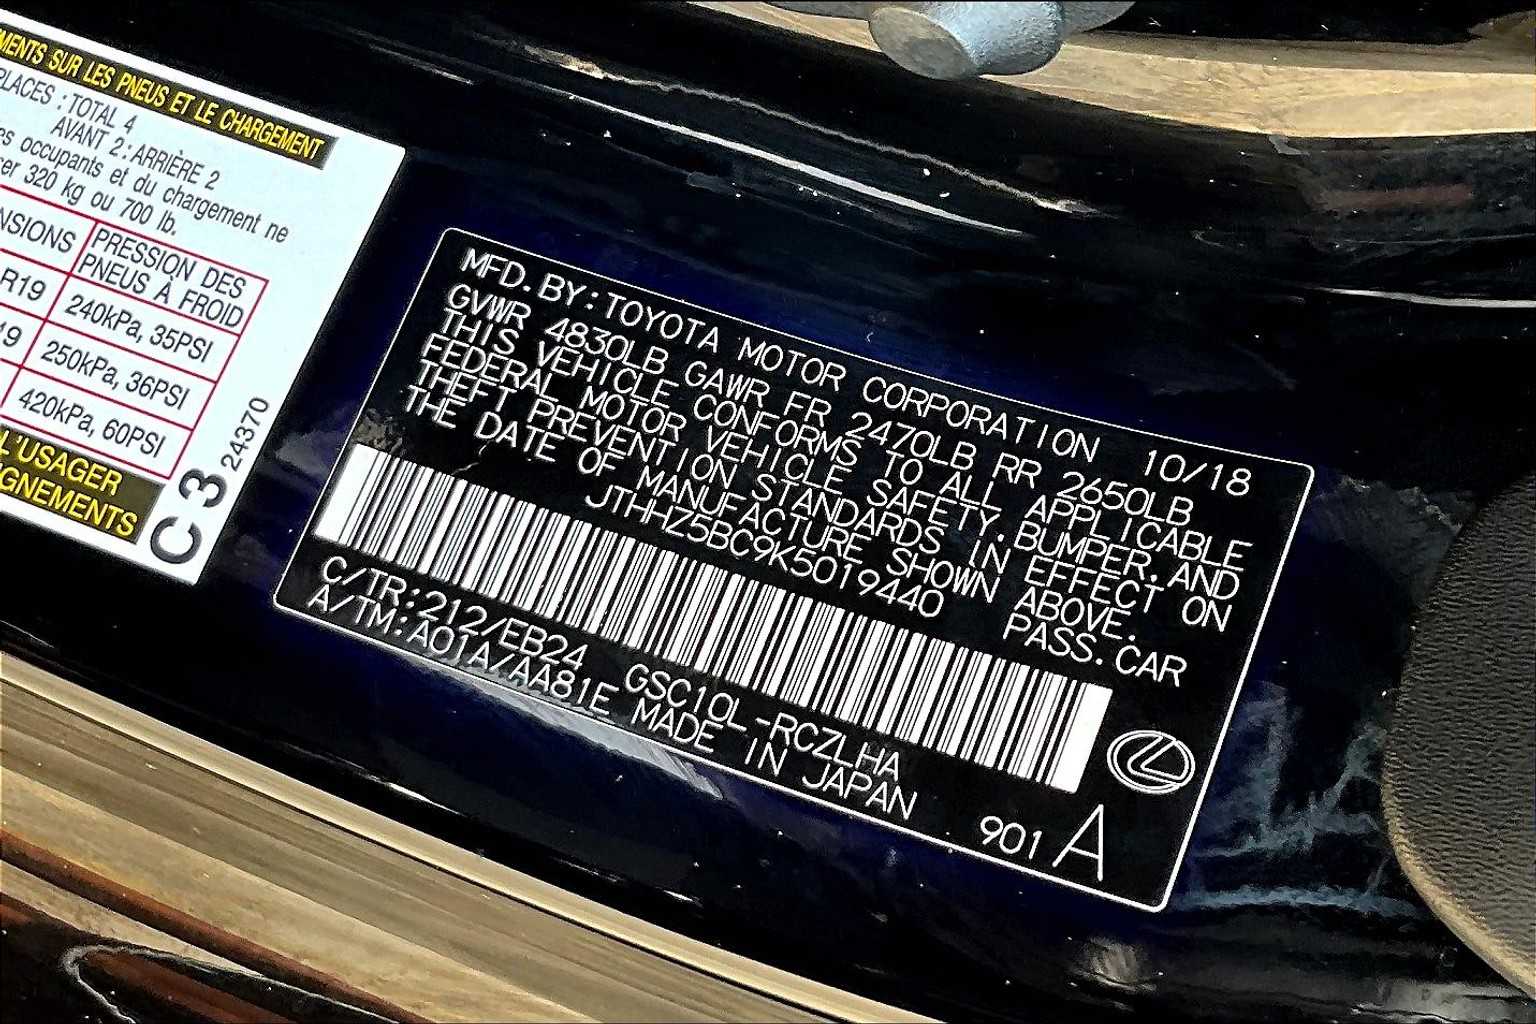 MENTS SUR LES PNEUS ET LE CHARGEMENT
PLACES : TOTAL 4
AVANT 2 : ARRIÈRE 2
occupants et du chargement ne
320 kg ou 700 lb.
NSIONS
PRESSION DES
PNEUS À FROID
R19
240kPa, 35PSI
19
250kPa, 36PSI
420kPa, 60PSI
L'USAGER
IGNEMENTS
C3
24370
MFD.BY:TOYOTA MOTOR CORPORATION 10/18
GVWR 4830LB GAWR FR 2470LB RR 2650LB
THIS VEHICLE CONFORMS TO ALL APPLICABLE
FEDERAL MOTOR VEHICLE SAFETY.BUMPER.AND
THEFT PREVENTION STANDARDS IN EFFECT ON
THE DATE OF MANUFACTURE SHOWN ABOVE.
JTHHZ5BC9K5019440 PASS.CAR
C/TR:212/EB24 GSC10L-RCZLHA
A/TM:A01A/AA81E MADE IN JAPAN
901 A